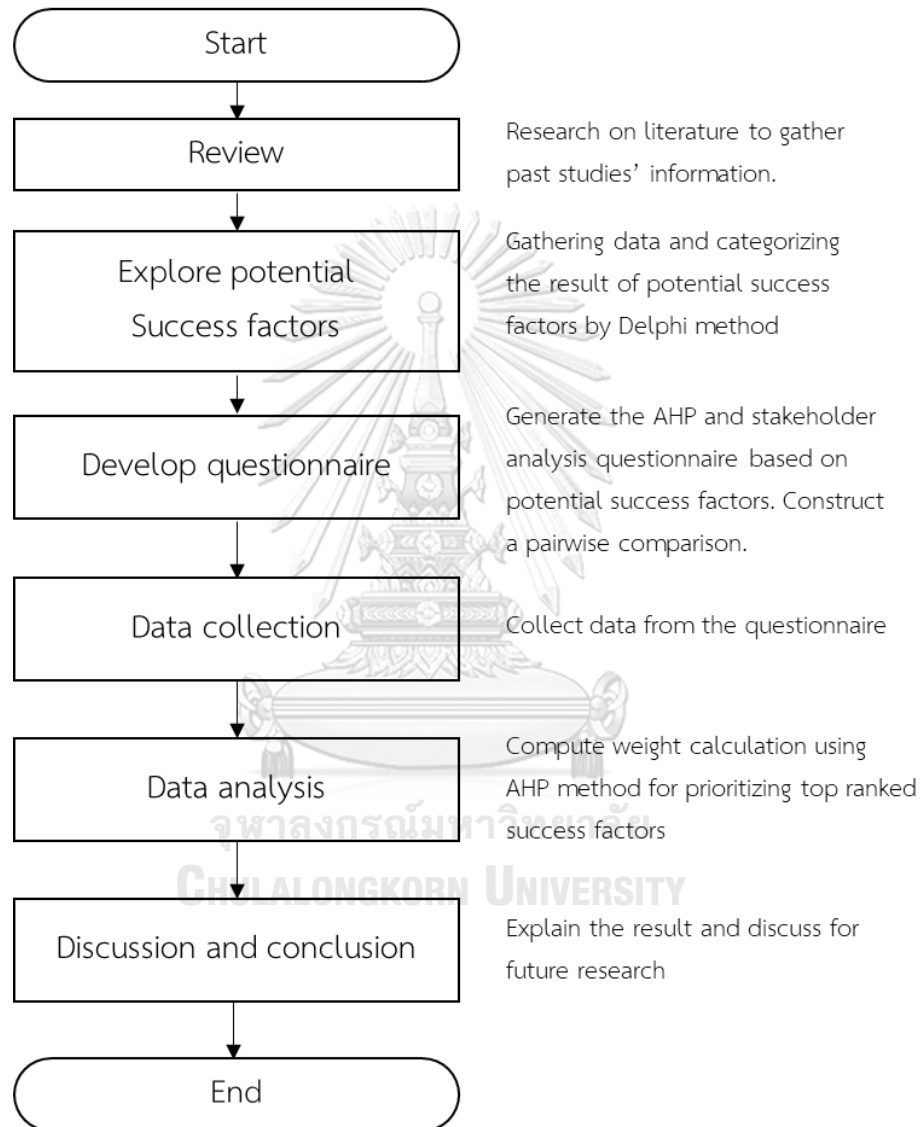 Start
Review
Research on literature to gather
past studies’ information.
Explore potential
Success factors
Gathering data and categorizing
the result of potential success
factors by Delphi method
Develop questionnaire
Generate the AHP and stakeholder
analysis questionnaire based on
potential success factors. Construct
a pairwise comparison.
Data collection
Collect data from the questionnaire
Data analysis
Compute weight calculation using
AHP method for prioritizing top ranked
success factors
จุฬาลงกรณ์มหาวิทยาลัย
CHULALONGKORN UNIVERSITY
Discussion and conclusion
Explain the result and discuss for
future research
End